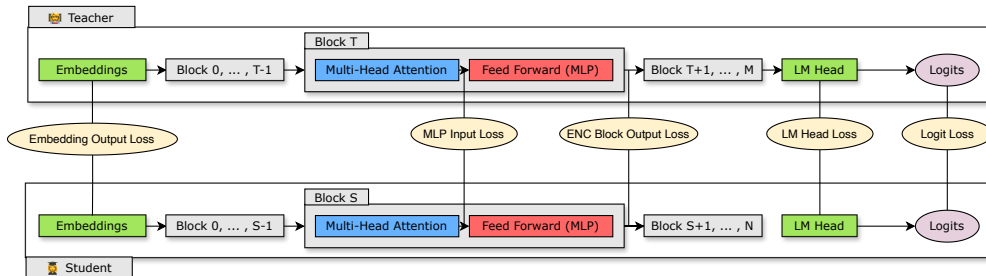 Teacher
Block T
Embeddings
Block 0, ... , T-1
Multi-Head Attention
Feed Forward (MLP)
Block T+1, ... , M
LM Head
Logits
Embedding Output Loss
MLP Input Loss
ENC Block Output Loss
LM Head Loss
Logit Loss
Block S
Embeddings
Block 0, ... , S-1
Multi-Head Attention
Feed Forward (MLP)
Block S+1, ... , N
LM Head
Logits
Student